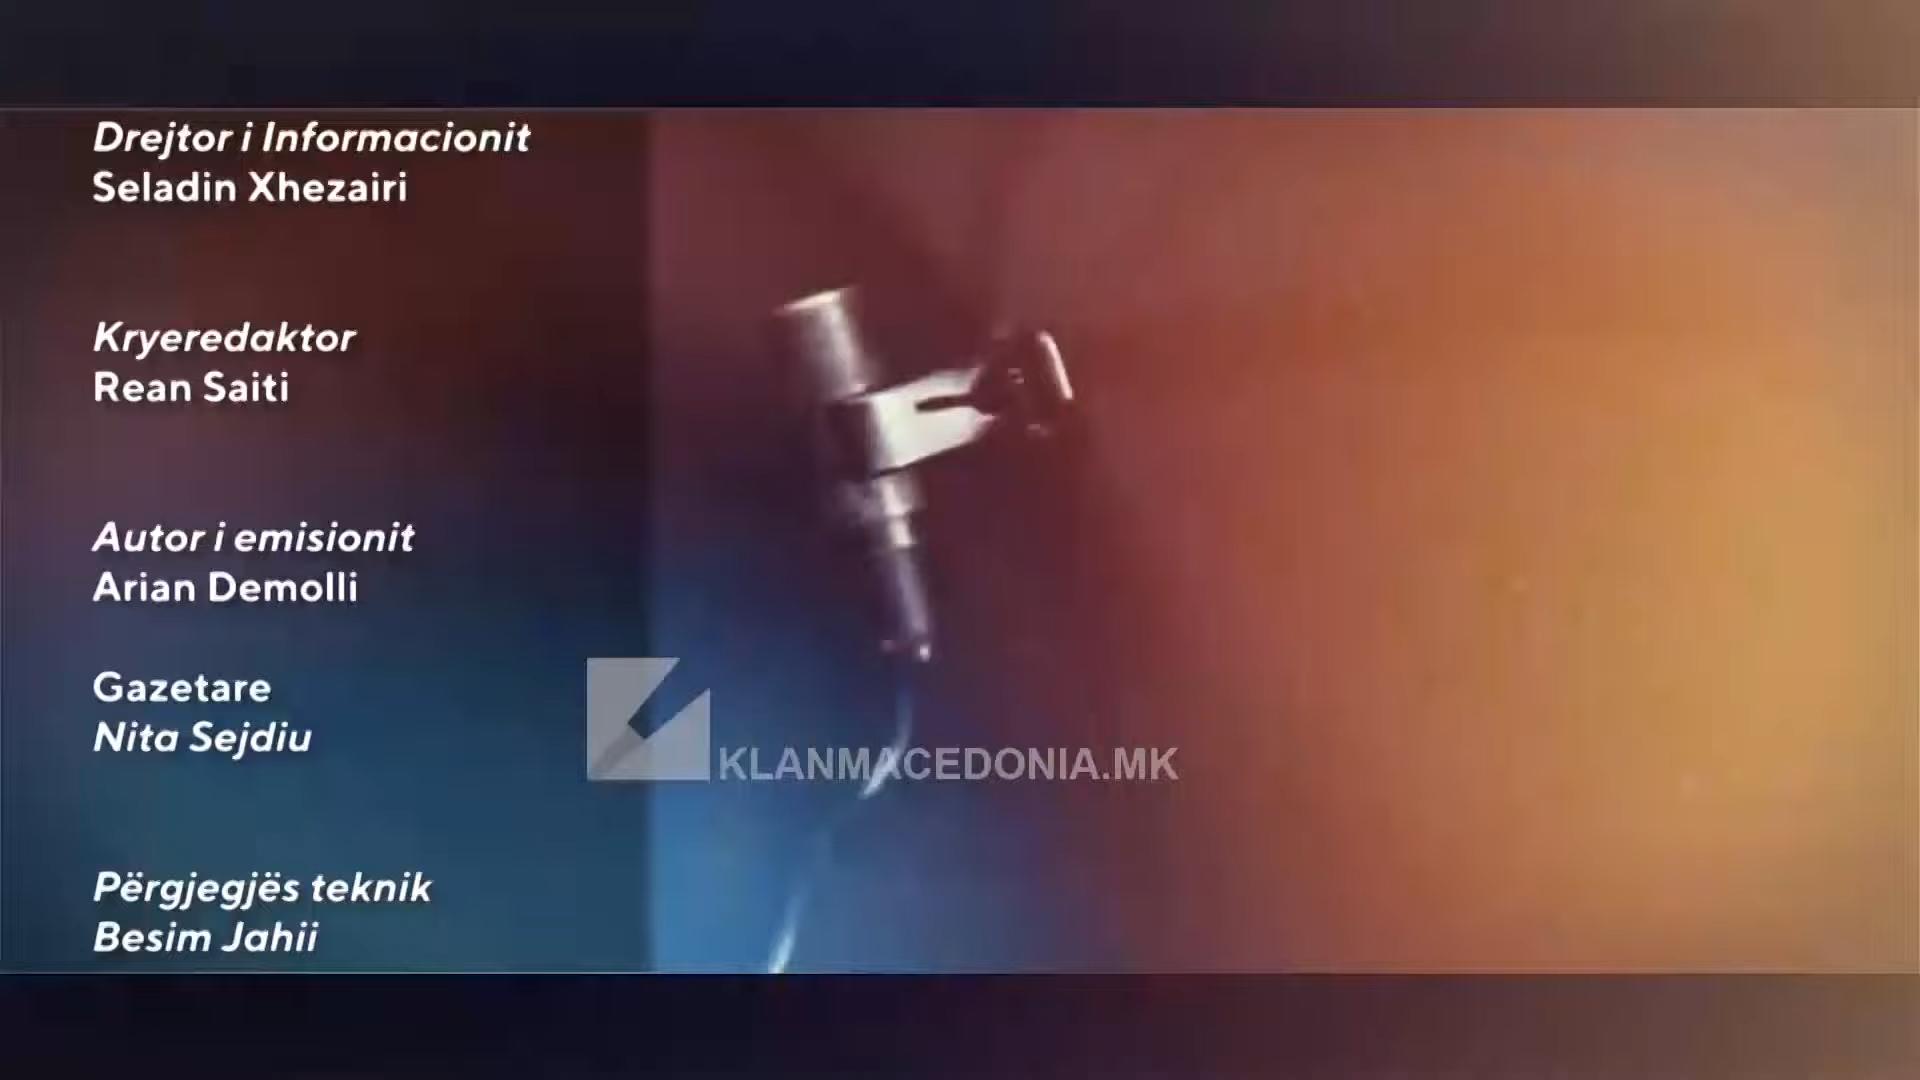 Drejtor i Informacionit
Seladin Xhezairi
Kryeredaktor
Rean Saiti
Autor i emisionit
Arian Demolli
Gazetare
Nita Sejdiu
KLANMACEDONIA.MK
Përgjegjës teknik
Besim Jahii